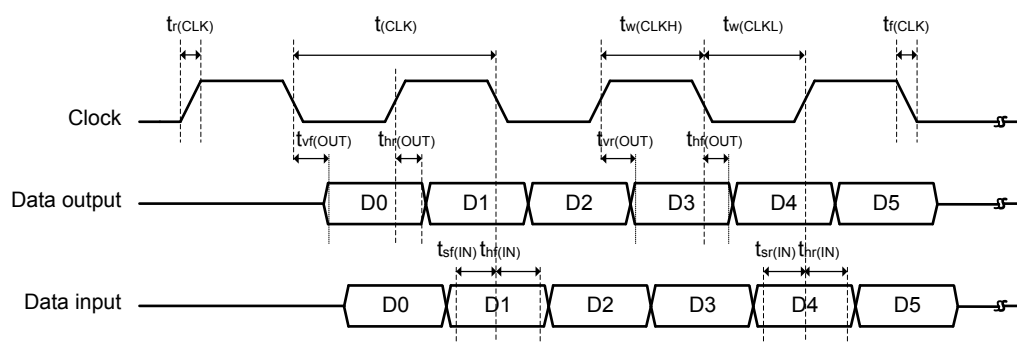 tr(CLK) t(CLK) tw(CLKH) tw(CLKL) tf(CLK)
Clock
tvf(OUT) thr(OUT) tvr(OUT) thf(OUT)
Data output D0 D1 D2 D3 D4 D5
tsf(IN) thf(IN) tsr(IN) thr(IN)
Data input D0 D1 D2 D3 D4 D5